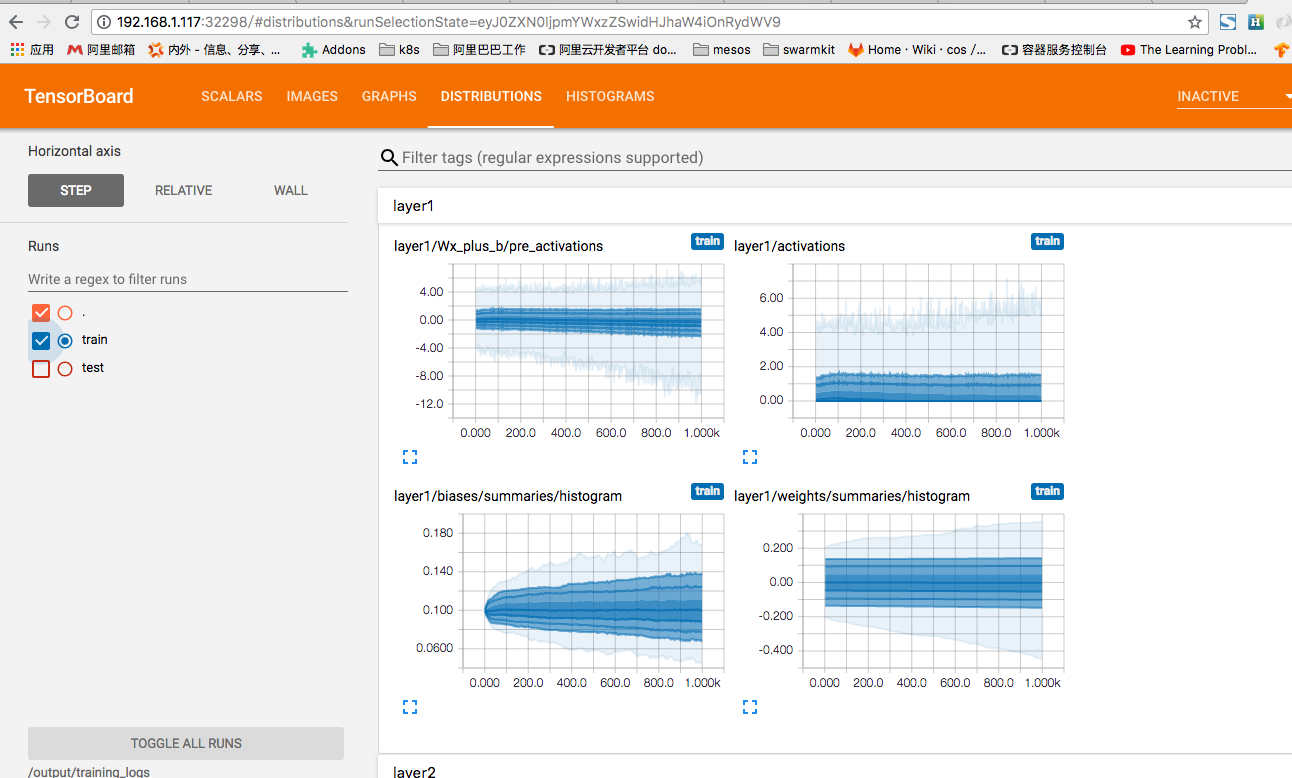 192.168.1.117:32298/#distributions&runSelectionState=eyJ0ZXN0IjpmYWxzZSwidHJhaW4iOnRydWV9
应用 阿里邮箱 内外 - 信息、分享、... Addons k8s 阿里巴巴工作 阿里云开发者平台 do... mesos swarmkit Home · Wiki · cos /... 容器服务控制台 The Learning Probl...
TensorBoard SCALARS IMAGES GRAPHS DISTRIBUTIONS HISTOGRAMS INACTIVE
Horizontal axis
STEP RELATIVE WALL
Runs
Write a regex to filter runs
.
train
test
TOGGLE ALL RUNS
/output/training_logs
Filter tags (regular expressions supported)
layer1
layer1/Wx_plus_b/pre_activations train
4.00
0.00
-4.00
-8.00
-12.0
0.000 200.0 400.0 600.0 800.0 1.000k
layer1/activations train
6.00
4.00
2.00
0.00
0.000 200.0 400.0 600.0 800.0 1.000k
layer1/biases/summaries/histogram train
0.180
0.140
0.100
0.0600
0.000 200.0 400.0 600.0 800.0 1.000k
layer1/weights/summaries/histogram train
0.200
0.00
-0.200
-0.400
0.000 200.0 400.0 600.0 800.0 1.000k
layer2